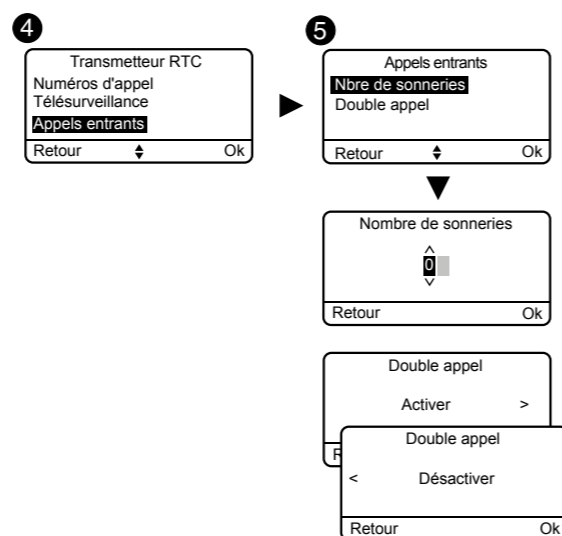 4
Transmetteur RTC
Numéros d'appel
Télésurveillance
Appels entrants
Retour Ok
5
Appels entrants
Nbre de sonneries
Double appel
Retour Ok
Nombre de sonneries
0
Retour Ok
Double appel
Activer >
R
Double appel
< Désactiver
Retour Ok